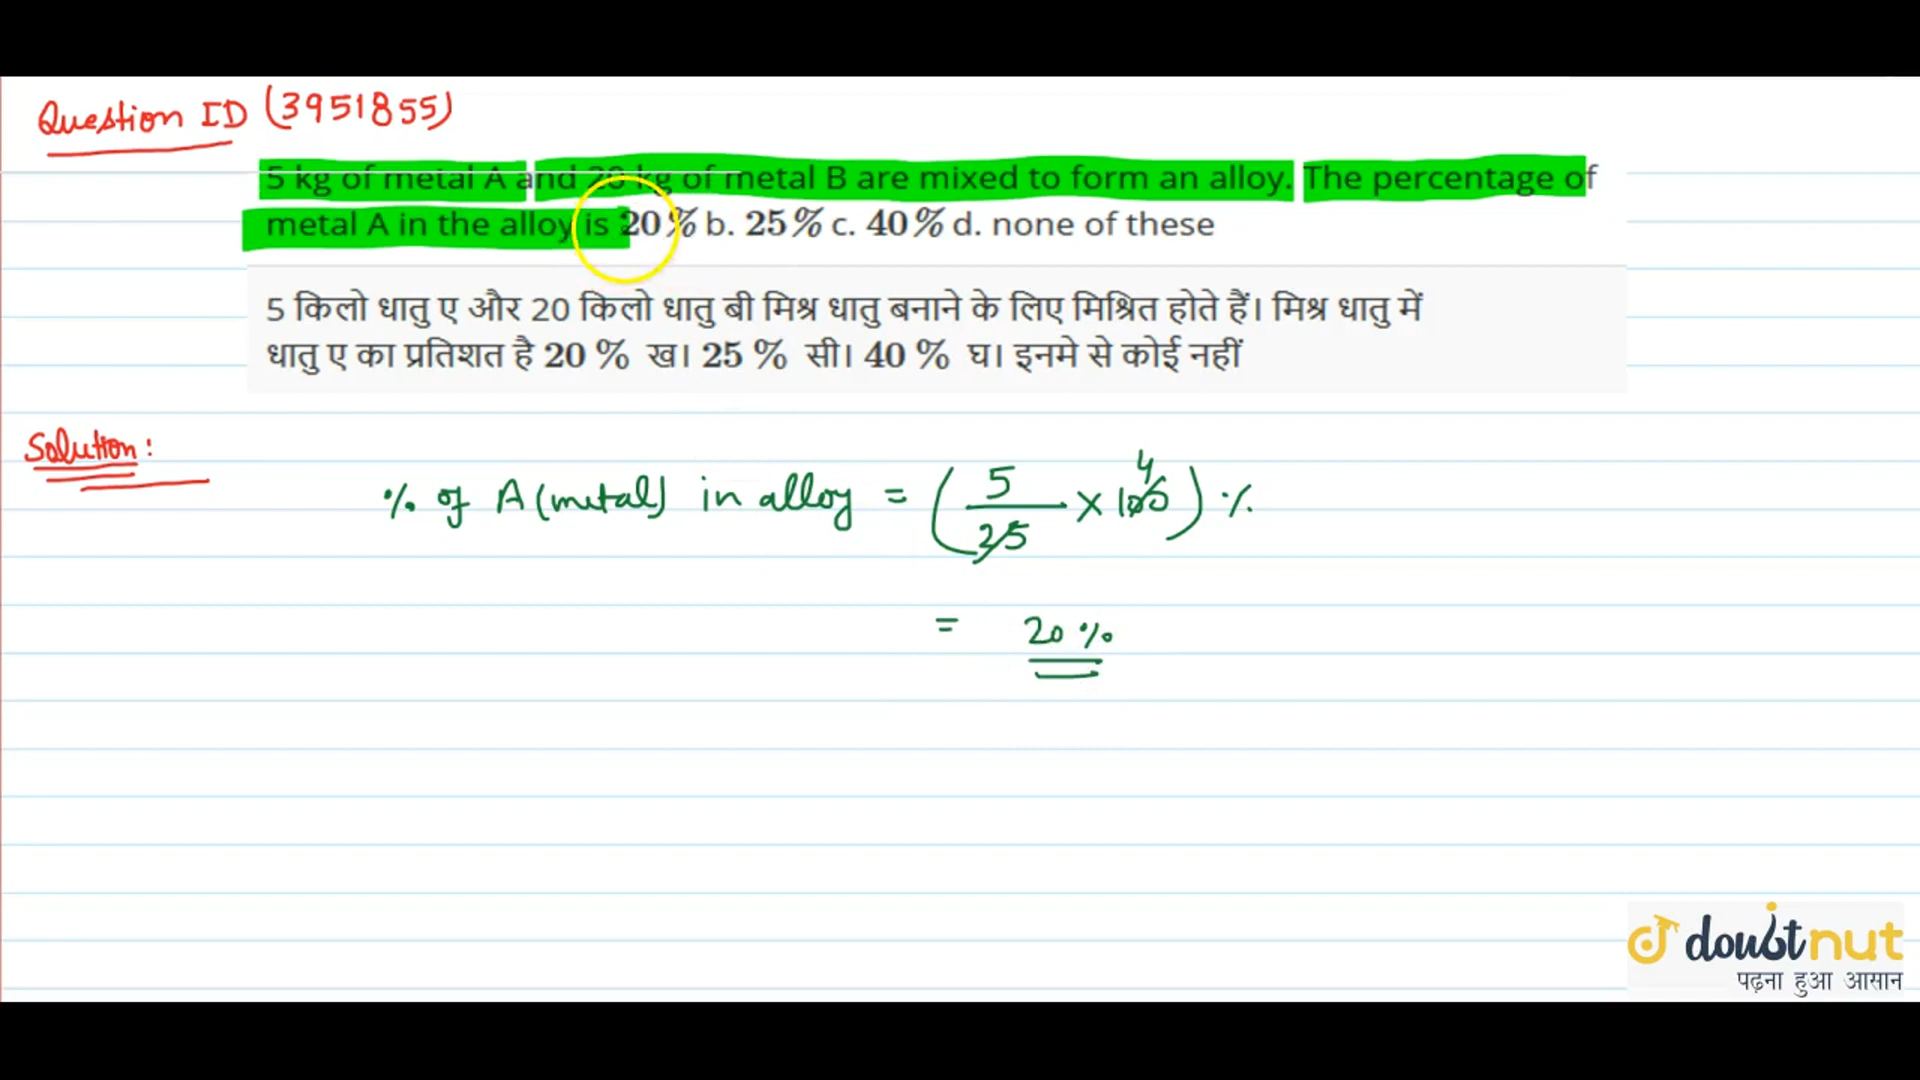 Question ID (3951855)
5 kg of metal A and 20 kg of metal B are mixed to form an alloy. The percentage of
metal A in the alloy is 20% b. 25% c. 40% d. none of these
5 किलो धातु ए और 20 किलो धातु बी मिश्र धातु बनाने के लिए मिश्रित होते हैं। मिश्र धातु में
धातु ए का प्रतिशत है 20 % ख। 25 % सी। 40 % घ। इनमे से कोई नहीं
Solution:
% of A (metal) in alloy = (5/25 × 100) %
4
= 20 %
doubtnut
पढ़ना हुआ आसान